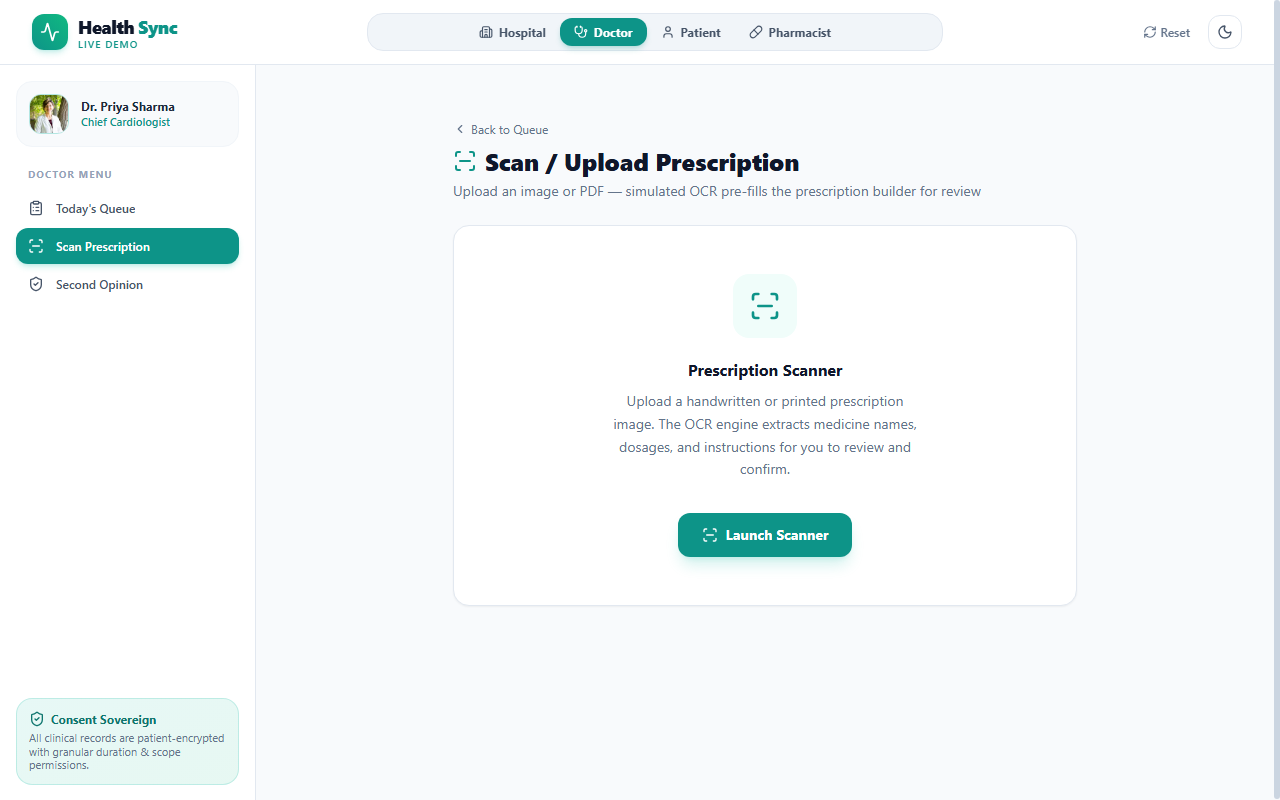 Health Sync
LIVE DEMO
Hospital
Doctor
Patient
Pharmacist
Reset
Dr. Priya Sharma
Chief Cardiologist
DOCTOR MENU
Today's Queue
Scan Prescription
Second Opinion
Consent Sovereign
All clinical records are patient-encrypted
with granular duration & scope
permissions.
Back to Queue
Scan / Upload Prescription
Upload an image or PDF — simulated OCR pre-fills the prescription builder for review
Prescription Scanner
Upload a handwritten or printed prescription
image. The OCR engine extracts medicine names,
dosages, and instructions for you to review and
confirm.
Launch Scanner